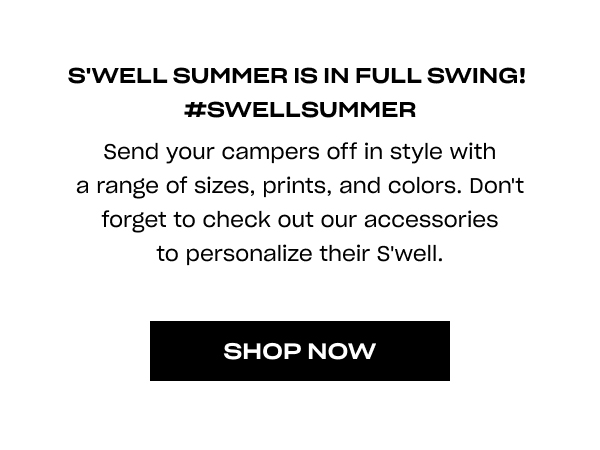 S'WELL SUMMER IS IN FULL SWING!
#SWELLSUMMER
Send your campers off in style with
a range of sizes, prints, and colors. Don't
forget to check out our accessories
to personalize their S'well.
SHOP NOW